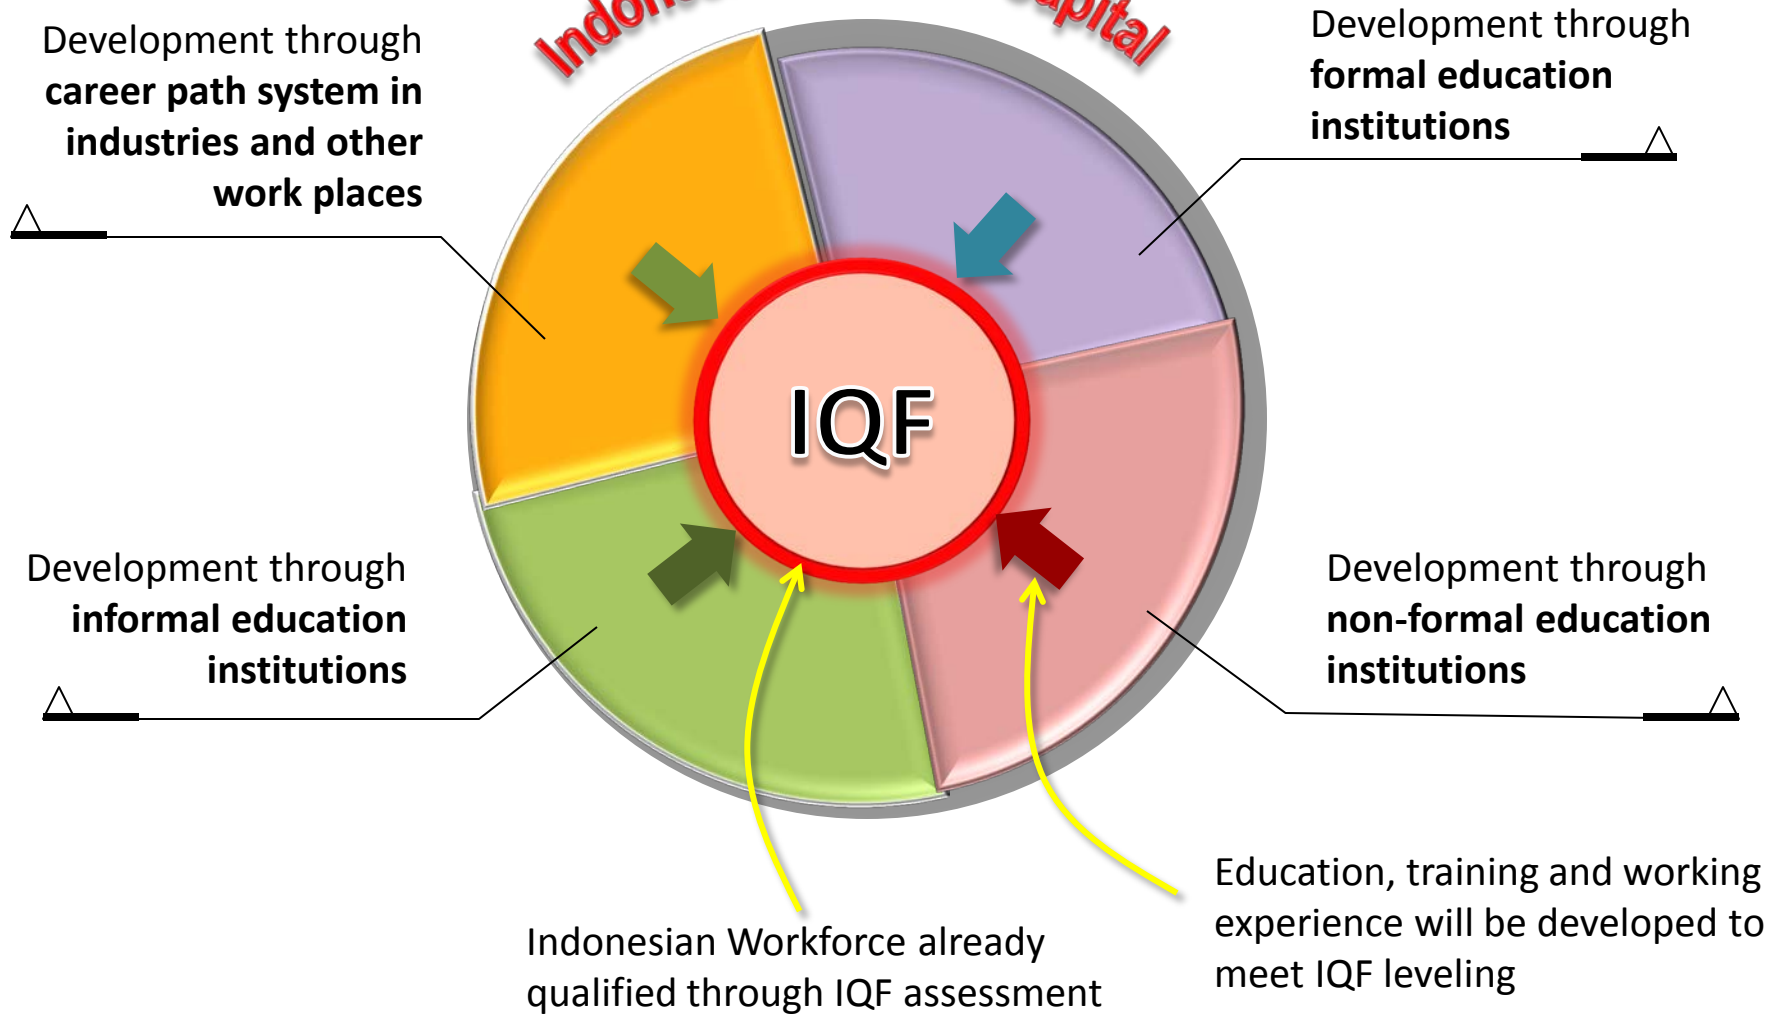 Development through
career path system in
industries and other
work places
Development through
formal education
institutions
IQF
Development through
informal education
institutions
Development through
non-formal education
institutions
Indonesian Workforce already
qualified through IQF assessment
Education, training and working
experience will be developed to
meet IQF leveling